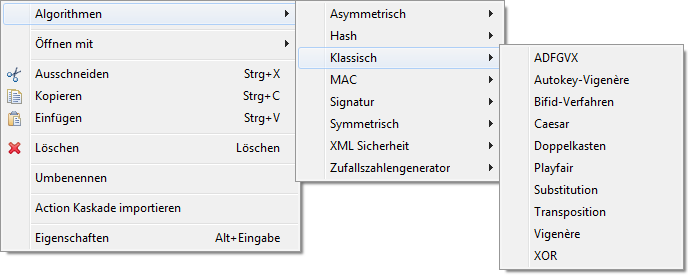 Algorithmen
Öffnen mit
Ausschneiden Strg+X
Kopieren Strg+C
Einfügen Strg+V
Löschen Löschen
Umbenennen
Action Kaskade importieren
Eigenschaften Alt+Eingabe
Asymmetrisch
Hash
Klassisch
MAC
Signatur
Symmetrisch
XML Sicherheit
Zufallszahlengenerator
ADFGVX
Autokey-Vigenère
Bifid-Verfahren
Caesar
Doppelkasten
Playfair
Substitution
Transposition
Vigenère
XOR